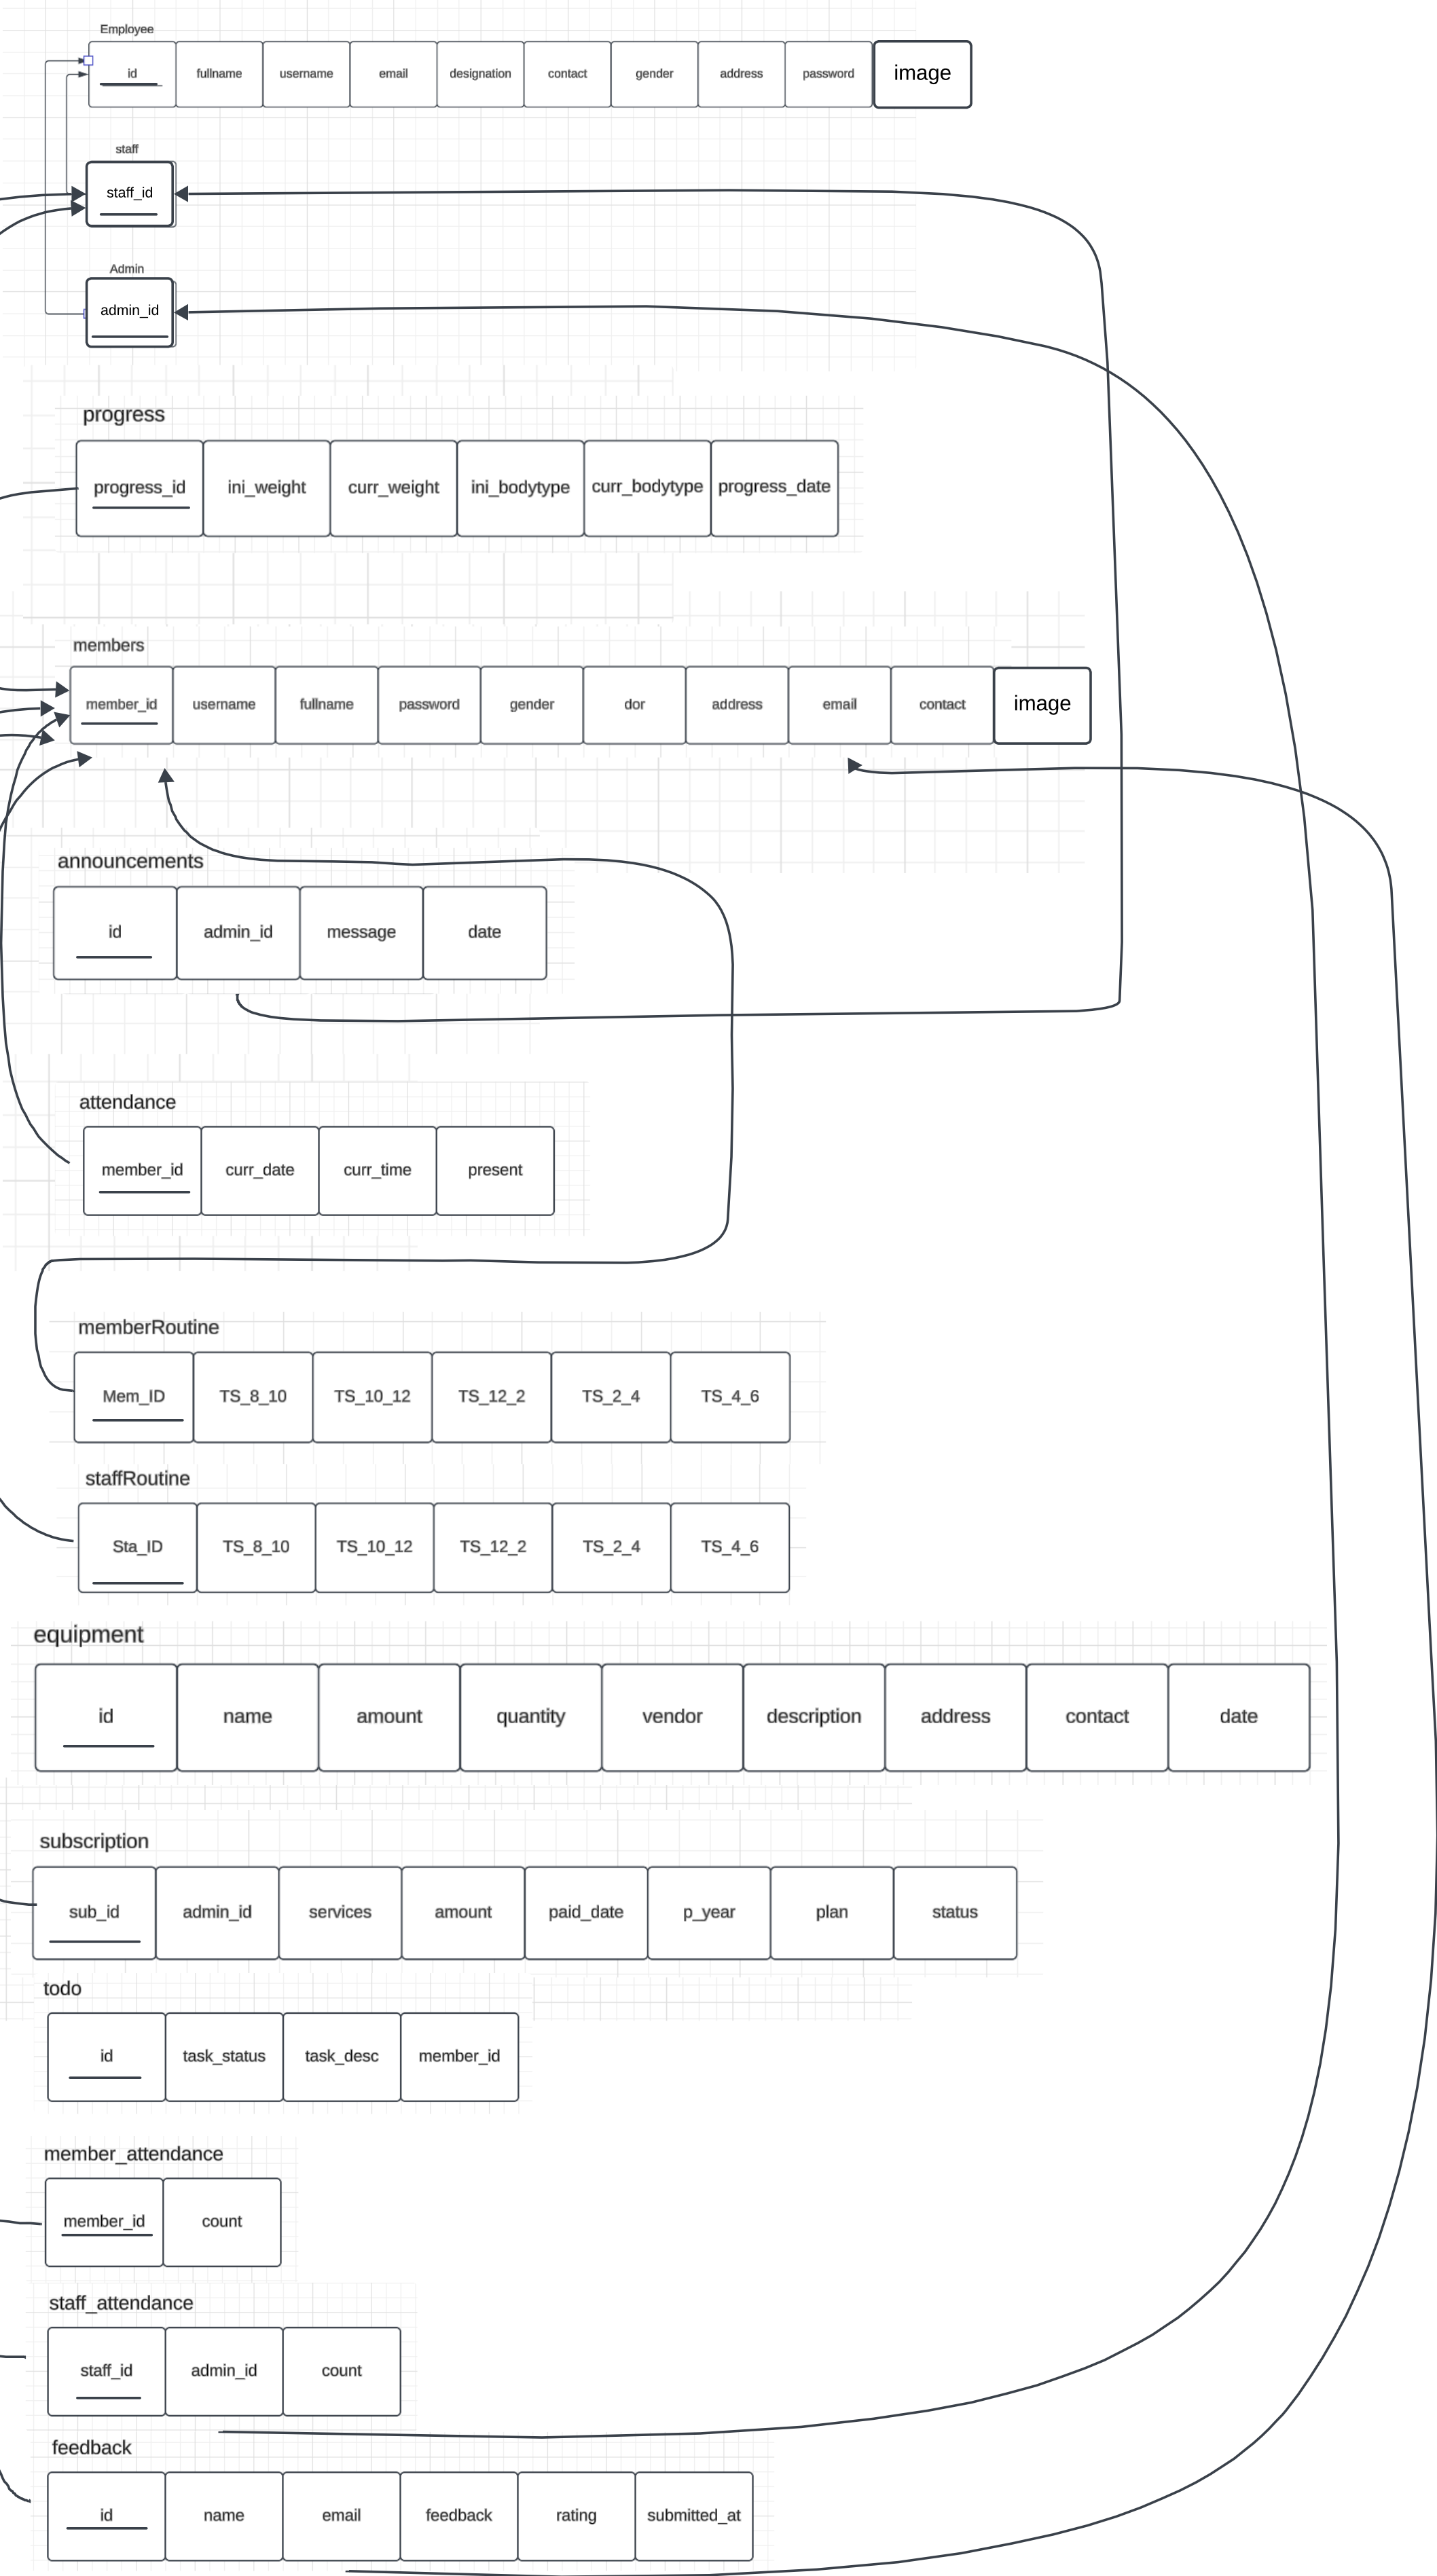 Employee
id fullname username email designation contact gender address password image
staff
staff_id
Admin
admin_id
progress
progress_id ini_weight curr_weight ini_bodytype curr_bodytype progress_date
members
member_id username fullname password gender dor address email contact image
announcements
id admin_id message date
attendance
member_id curr_date curr_time present
memberRoutine
Mem_ID TS_8_10 TS_10_12 TS_12_2 TS_2_4 TS_4_6
staffRoutine
Sta_ID TS_8_10 TS_10_12 TS_12_2 TS_2_4 TS_4_6
equipment
id name amount quantity vendor description address contact date
subscription
sub_id admin_id services amount paid_date p_year plan status
todo
id task_status task_desc member_id
member_attendance
member_id count
staff_attendance
staff_id admin_id count
feedback
id name email feedback rating submitted_at